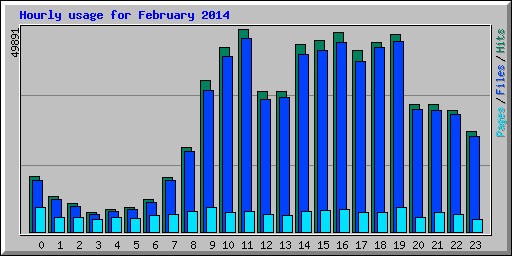 Hourly usage for February 2014
49891
Pages / Files / Hits
0 1 2 3 4 5 6 7 8 9 10 11 12 13 14 15 16 17 18 19 20 21 22 23